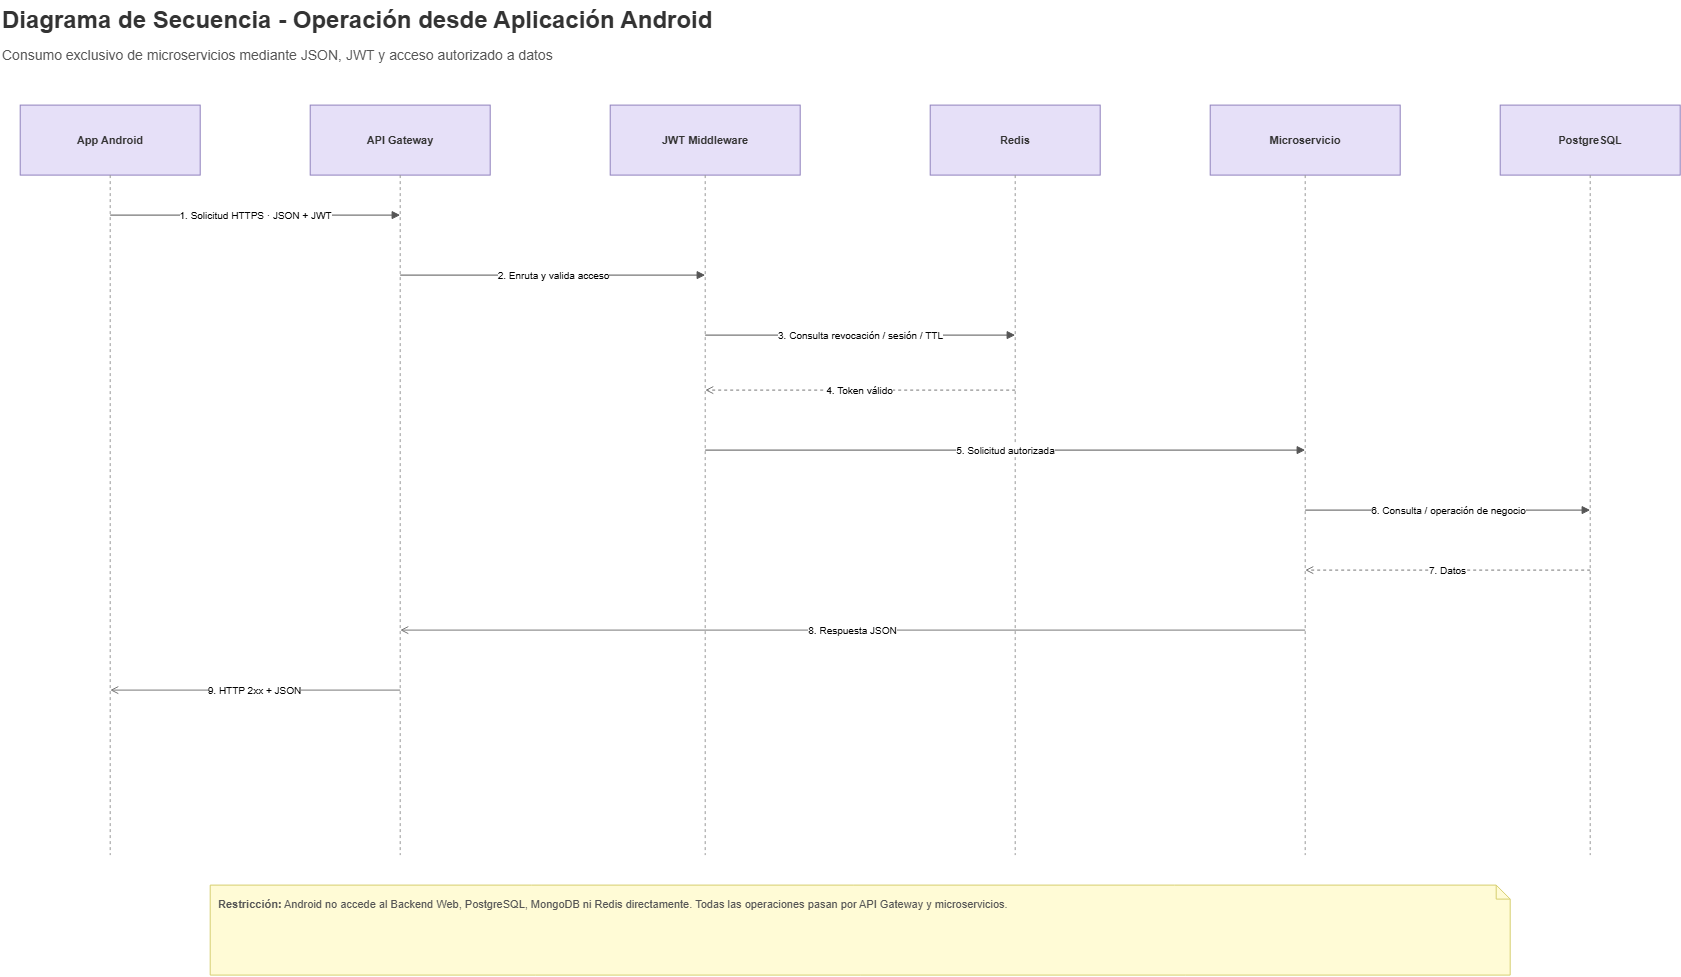 Diagrama de Secuencia - Operación desde Aplicación Android
Consumo exclusivo de microservicios mediante JSON, JWT y acceso autorizado a datos
App Android
API Gateway
JWT Middleware
Redis
Microservicio
PostgreSQL
1. Solicitud HTTPS · JSON + JWT
2. Enruta y valida acceso
3. Consulta revocación / sesión / TTL
4. Token válido
5. Solicitud autorizada
6. Consulta / operación de negocio
7. Datos
8. Respuesta JSON
9. HTTP 2xx + JSON
Restricción: Android no accede al Backend Web, PostgreSQL, MongoDB ni Redis directamente. Todas las operaciones pasan por API Gateway y microservicios.